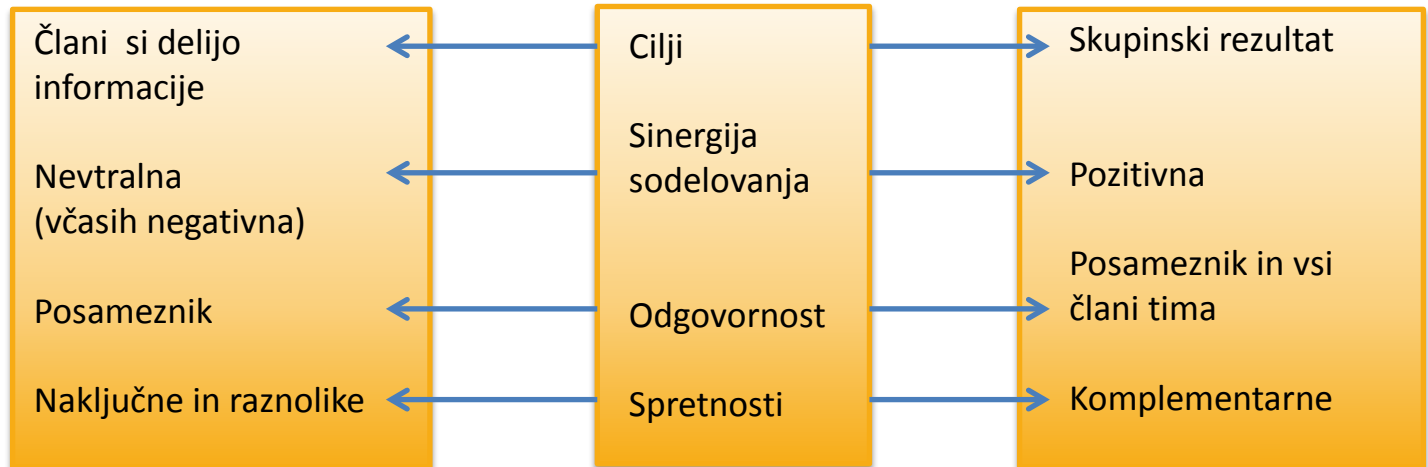 Člani si delijo
informacije
Nevtralna
(včasih negativna)
Posameznik
Naključne in raznolike
Cilji
Sinergija
sodelovanja
Odgovornost
Spretnosti
Skupinski rezultat
Pozitivna
Posameznik in vsi
člani tima
Komplementarne